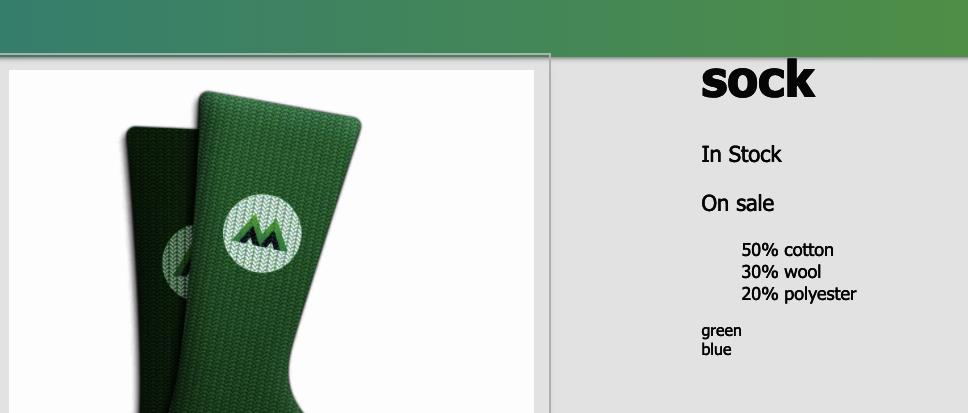 sock
In Stock
On sale
50% cotton
30% wool
20% polyester
green
blue